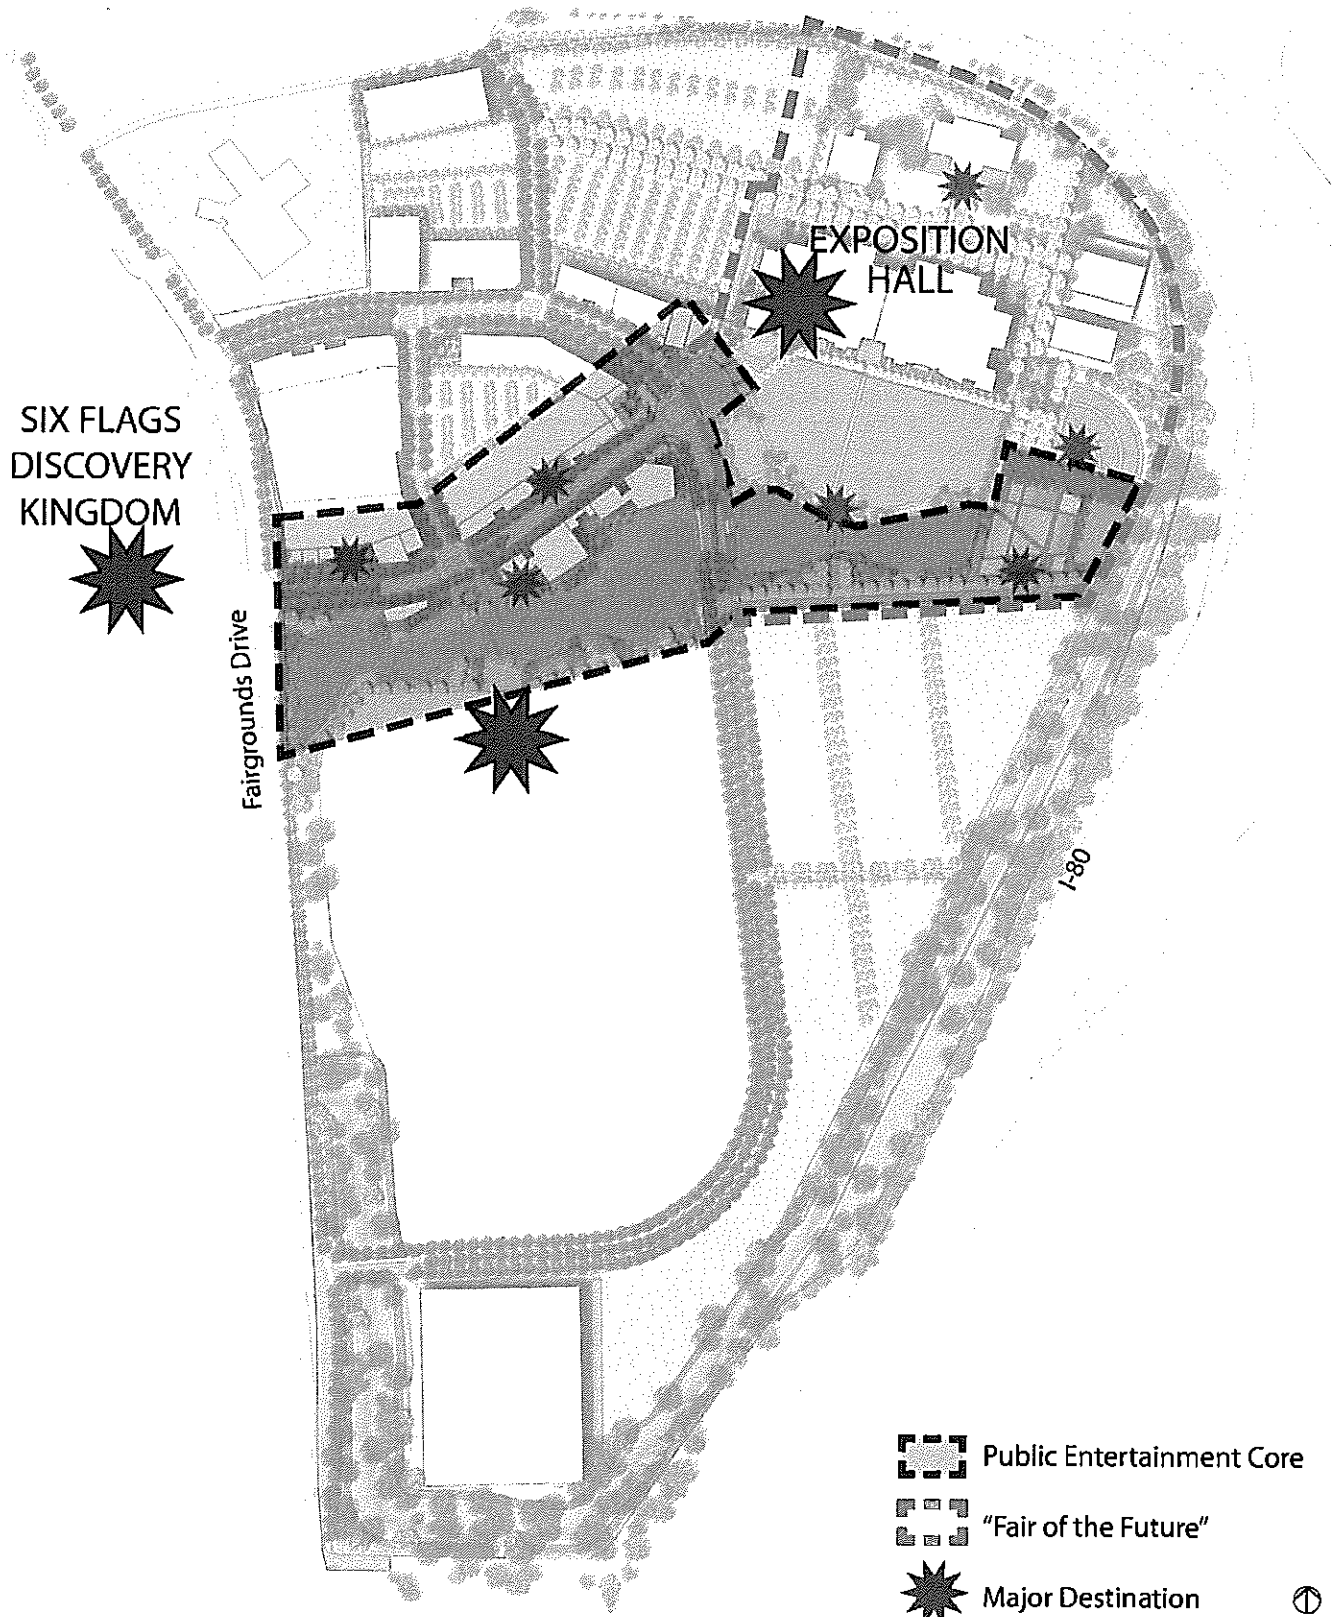 EXPOSITION
HALL
SIX FLAGS
DISCOVERY
KINGDOM
Fairgrounds Drive
I-80
Public Entertainment Core
"Fair of the Future"
Major Destination